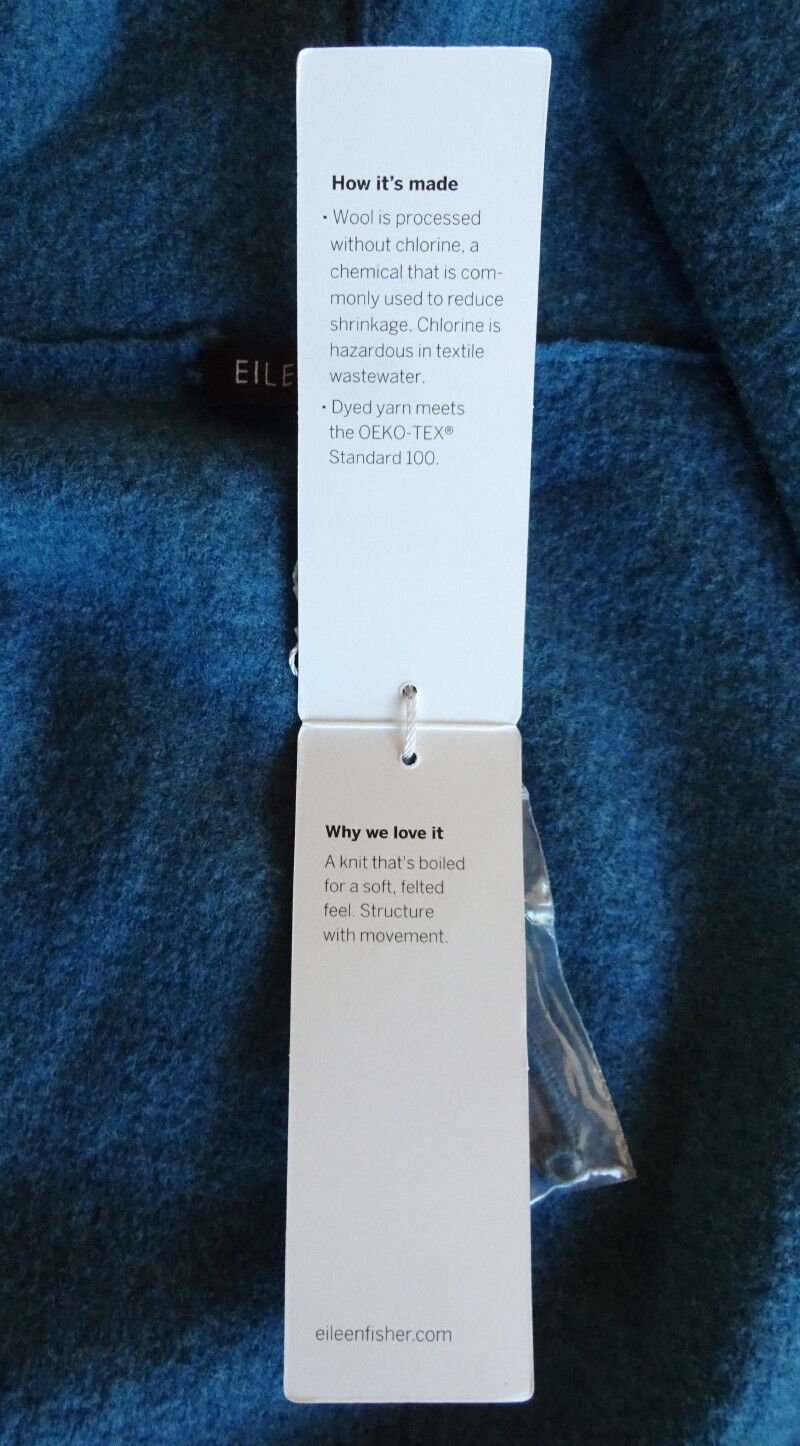 How it's made
• Wool is processed
without chlorine, a
chemical that is com-
monly used to reduce
shrinkage. Chlorine is
hazardous in textile
wastewater.
EILE
• Dyed yarn meets
the OEKO-TEX®
Standard 100.
Why we love it
A knit that's boiled
for a soft, felted
feel. Structure
with movement.
eileenfisher.com